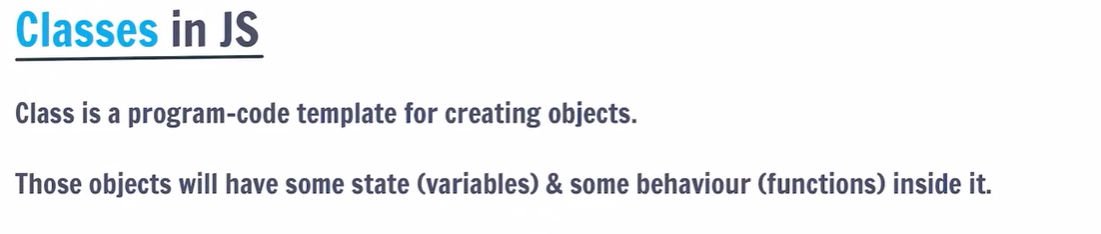 Classes in JS
Class is a program-code template for creating objects.
Those objects will have some state (variables) & some behaviour (functions) inside it.